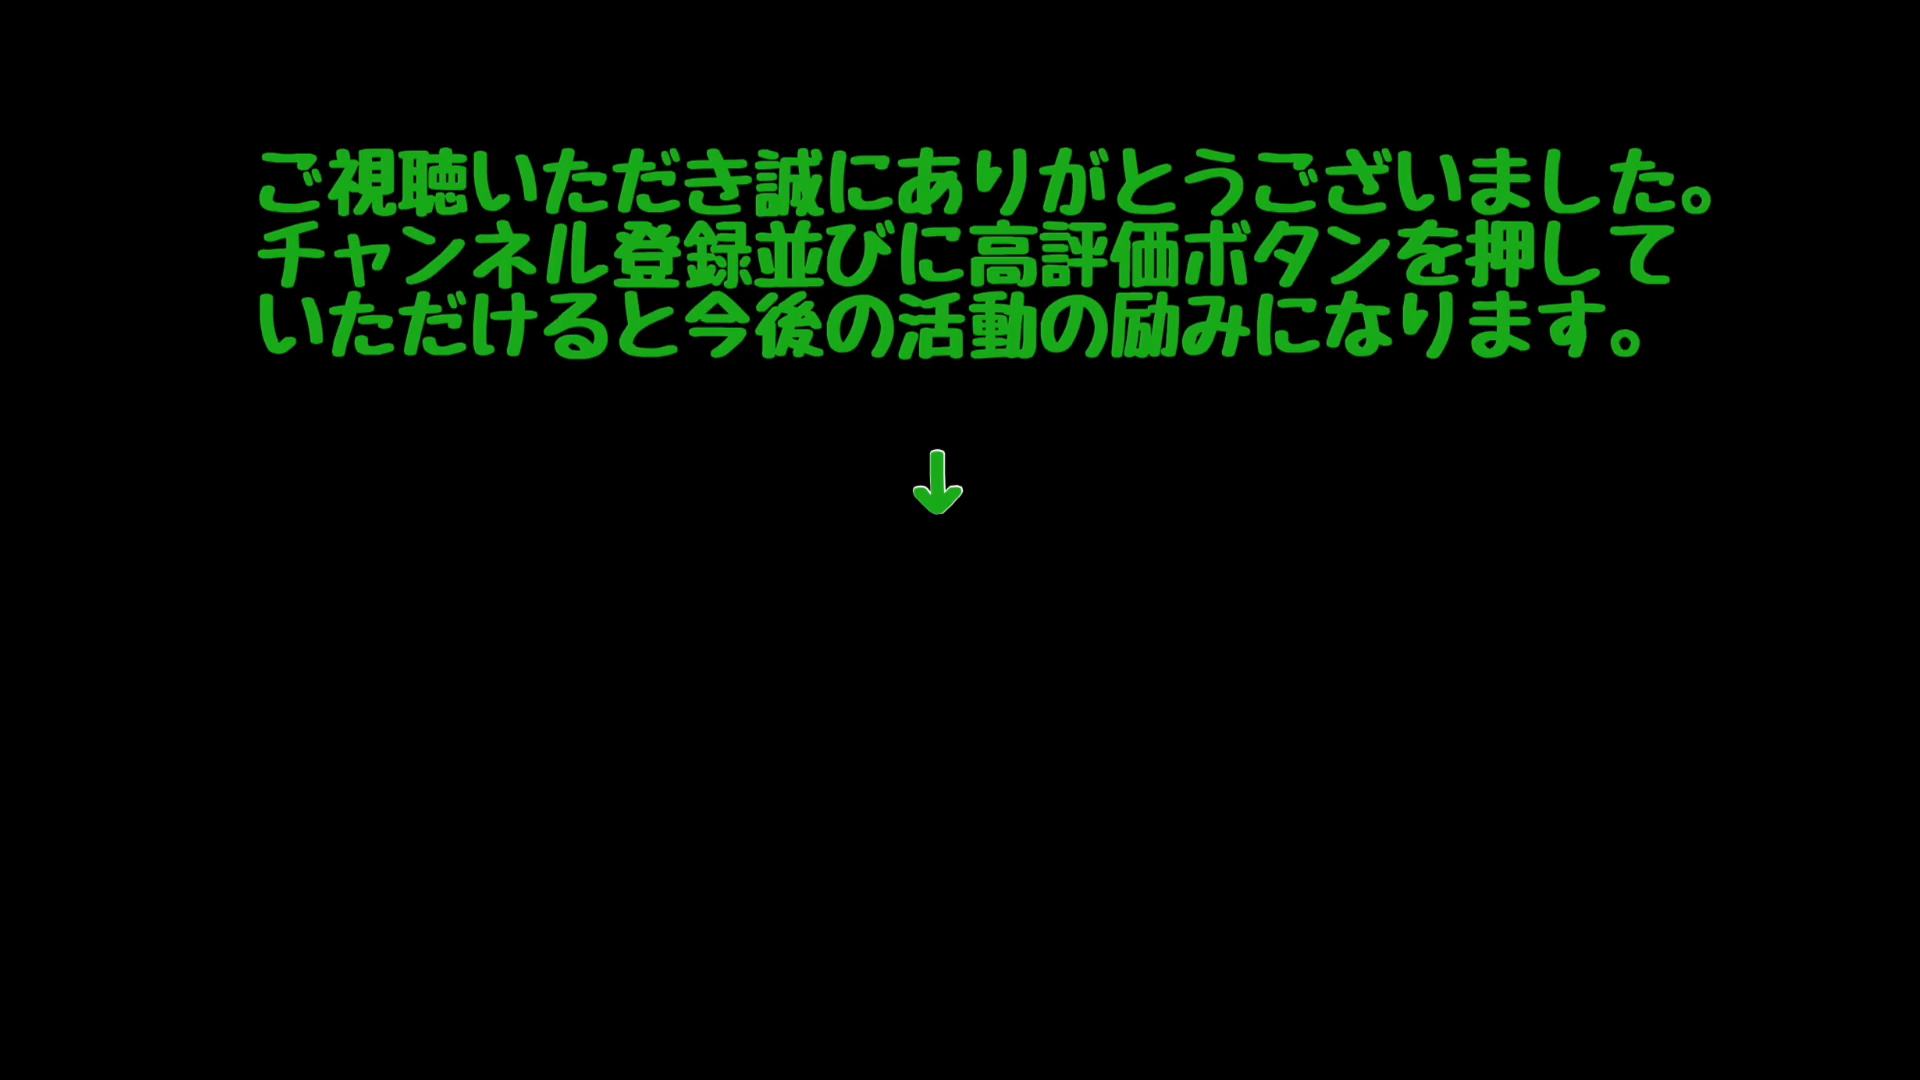 ご視聴いただき誠にありがとうございました。
チャンネル登録並びに高評価ボタンを押して
いただけると今後の活動の励みになります。
↓